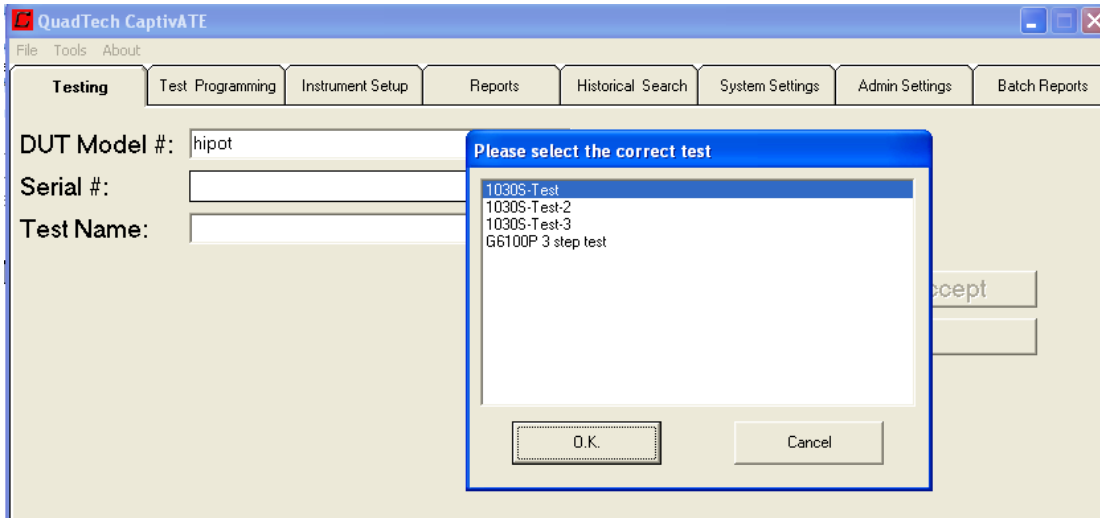 QuadTech CaptivATE
File Tools About
Testing Test Programming Instrument Setup Reports Historical Search System Settings Admin Settings Batch Reports
DUT Model #: hipot
Please select the correct test
Serial #:
1030S-Test
1030S-Test-2
1030S-Test-3
Test Name:
G6100P 3 step test
O.K. Cancel